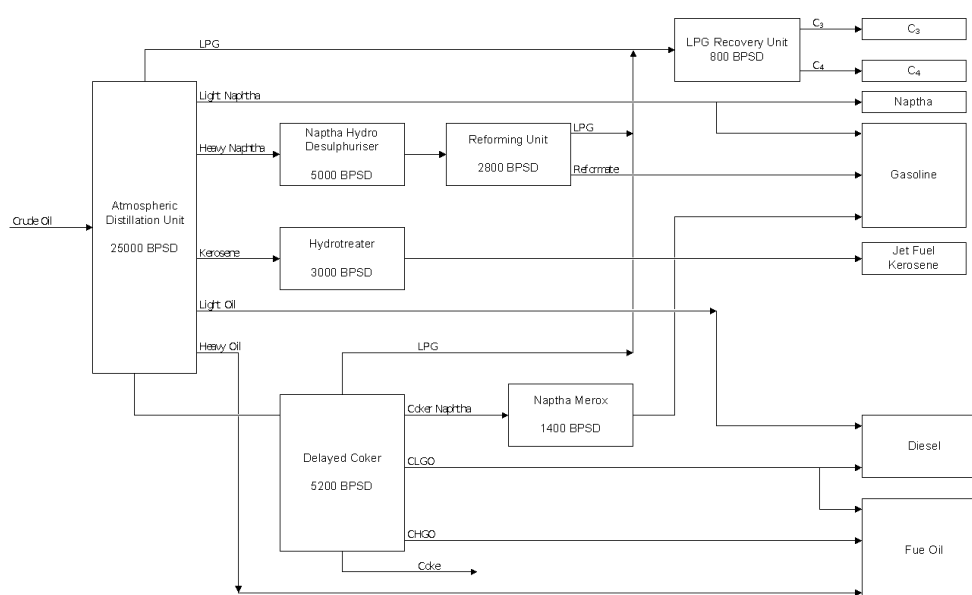 LPG
LPG Recovery Unit
800 BPSD
C₃
C₃
C₄
C₄
Light Naphtha
Naptha
Heavy Naphtha
Naptha Hydro
Desulphuriser
5000 BPSD
Reforming Unit
2800 BPSD
LPG
Reformate
Gasoline
Crude Oil
Atmospheric
Distillation Unit
25000 BPSD
Kerosene
Hydrotreater
3000 BPSD
Jet Fuel
Kerosene
Light Oil
Heavy Oil
LPG
Delayed Coker
5200 BPSD
Coker Naphtha
Naptha Merox
1400 BPSD
CLGO
Diesel
CHGO
Fue Oil
Coke